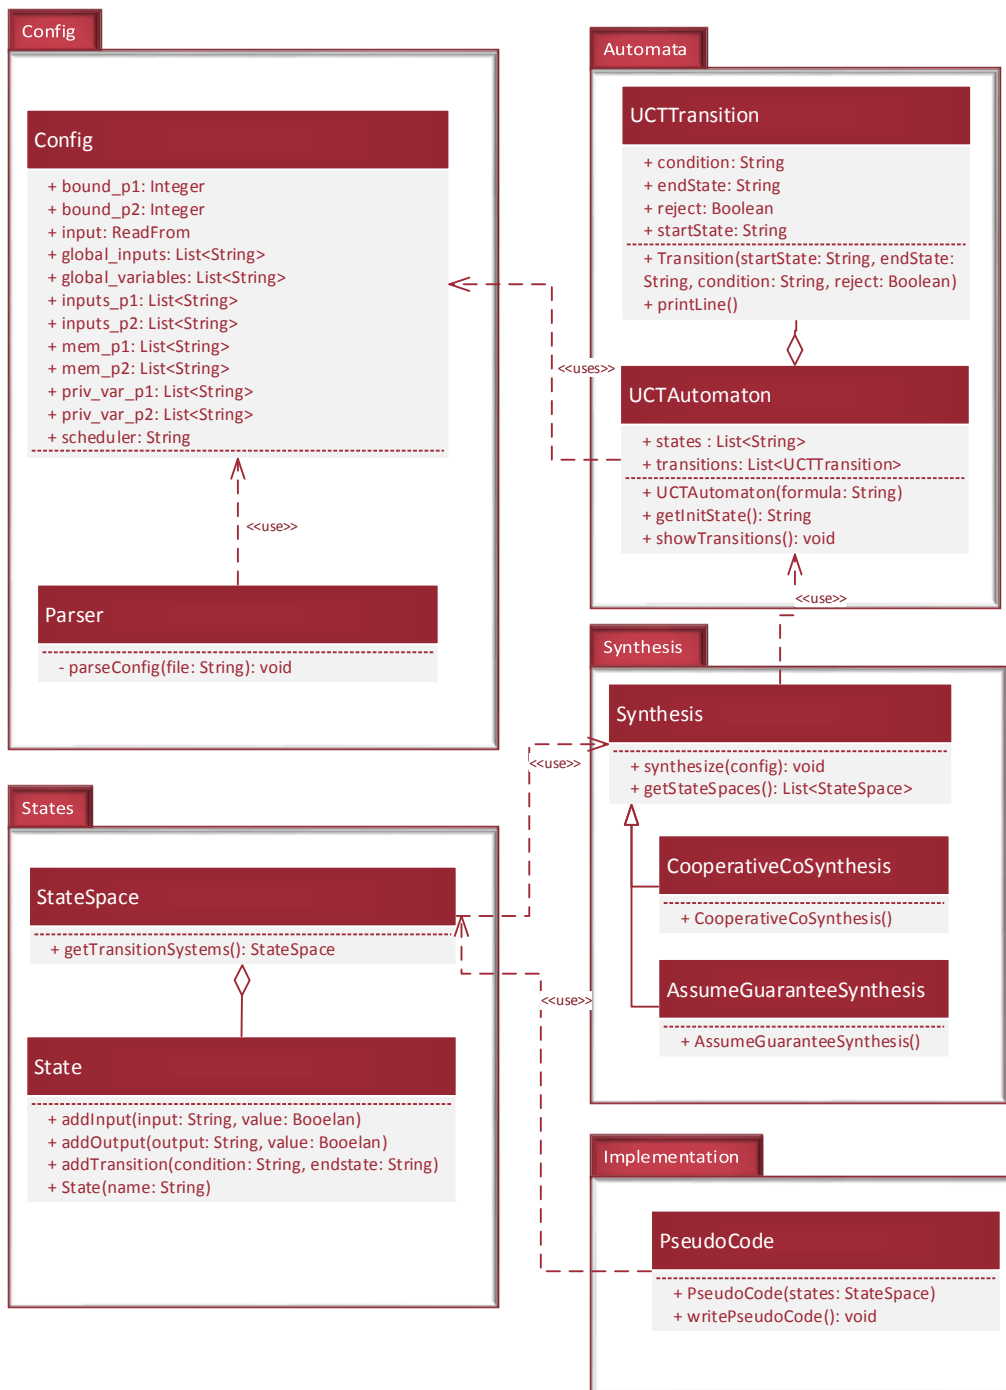 Config
Config
+ bound_p1: Integer
+ bound_p2: Integer
+ input: ReadFrom
+ global_inputs: List<String>
+ global_variables: List<String>
+ inputs_p1: List<String>
+ inputs_p2: List<String>
+ mem_p1: List<String>
+ mem_p2: List<String>
+ priv_var_p1: List<String>
+ priv_var_p2: List<String>
+ scheduler: String
<<use>>
Parser
- parseConfig(file: String): void
Automata
UCTTransition
+ condition: String
+ endState: String
+ reject: Boolean
+ startState: String
+ Transition(startState: String, endState:
String, condition: String, reject: Boolean)
+ printLine()
<<uses>>
UCTAutomaton
+ states : List<String>
+ transitions: List<UCTTransition>
+ UCTAutomaton(formula: String)
+ getInitState(): String
+ showTransitions(): void
<<use>>
Synthesis
Synthesis
+ synthesize(config): void
+ getStateSpaces(): List<StateSpace>
<<use>>
CooperativeCoSynthesis
+ CooperativeCoSynthesis()
AssumeGuaranteeSynthesis
+ AssumeGuaranteeSynthesis()
States
StateSpace
+ getTransitionSystems(): StateSpace
<<use>>
State
+ addInput(input: String, value: Booelan)
+ addOutput(output: String, value: Booelan)
+ addTransition(condition: String, endstate: String)
+ State(name: String)
Implementation
PseudoCode
+ PseudoCode(states: StateSpace)
+ writePseudoCode(): void